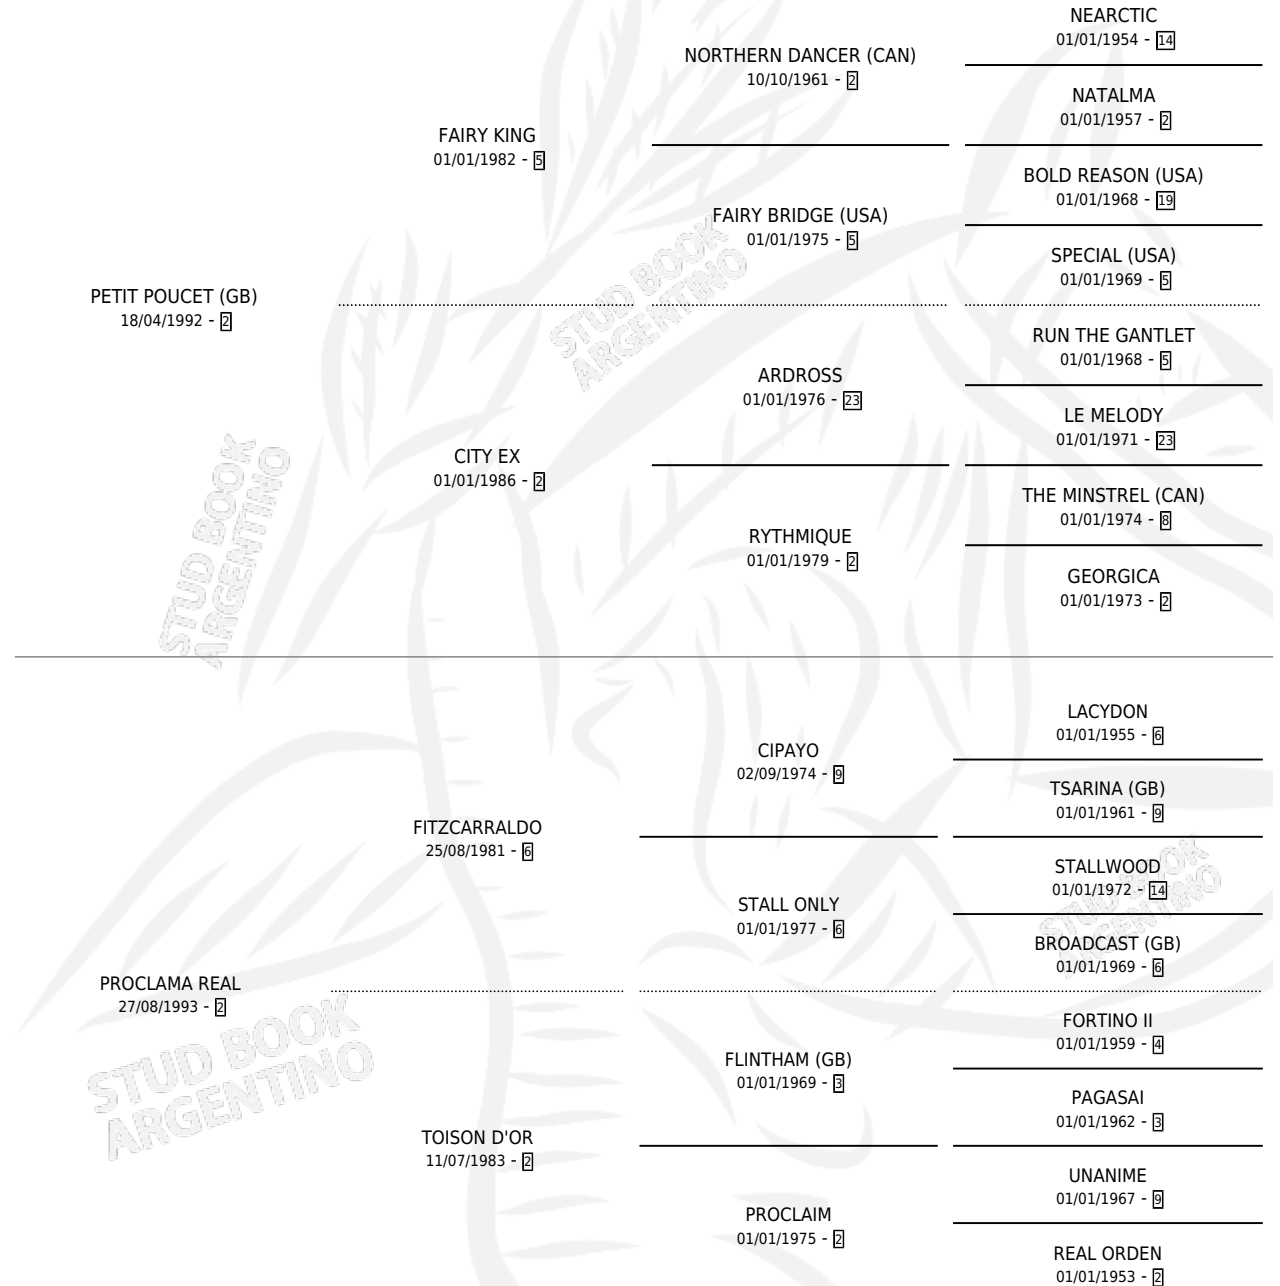 NEARCTIC
01/01/1954 - 14
NORTHERN DANCER (CAN)
10/10/1961 - 2
NATALMA
01/01/1957 - 2
FAIRY KING
01/01/1982 - 5
BOLD REASON (USA)
01/01/1968 - 19
FAIRY BRIDGE (USA)
01/01/1975 - 5
SPECIAL (USA)
01/01/1969 - 5
PETIT POUCET (GB)
18/04/1992 - 2
RUN THE GANTLET
01/01/1968 - 5
ARDROSS
01/01/1976 - 23
LE MELODY
01/01/1971 - 23
CITY EX
01/01/1986 - 2
THE MINSTREL (CAN)
01/01/1974 - 8
RYTHMIQUE
01/01/1979 - 2
GEORGICA
01/01/1973 - 2
LACYDON
01/01/1955 - 6
CIPAYO
02/09/1974 - 9
TSARINA (GB)
01/01/1961 - 9
FITZCARRALDO
25/08/1981 - 6
STALLWOOD
01/01/1972 - 14
STALL ONLY
01/01/1977 - 6
BROADCAST (GB)
01/01/1969 - 6
PROCLAMA REAL
27/08/1993 - 2
FORTINO II
01/01/1959 - 4
FLINTHAM (GB)
01/01/1969 - 3
PAGASAI
01/01/1962 - 3
TOISON D'OR
11/07/1983 - 2
UNANIME
01/01/1967 - 9
PROCLAIM
01/01/1975 - 2
REAL ORDEN
01/01/1953 - 2
STUD BOOK
ARGENTINO
STUD BOOK
ARGENTINO
STUD BOOK
ARGENTINO
STUD BOOK
ARGENTINO